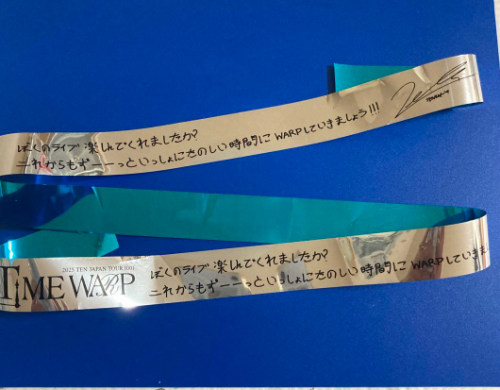 ぼくのライブ 楽しんでくれましたか?
これからもずーーっといっしょにたのしい時間に WARPしていきましょう!!!
2025 TEN JAPAN TOUR
TIME WARP
ぼくのライブ 楽しんでくれましたか?
これからもずーーっといっしょにたのしい時間に WARPしていきま